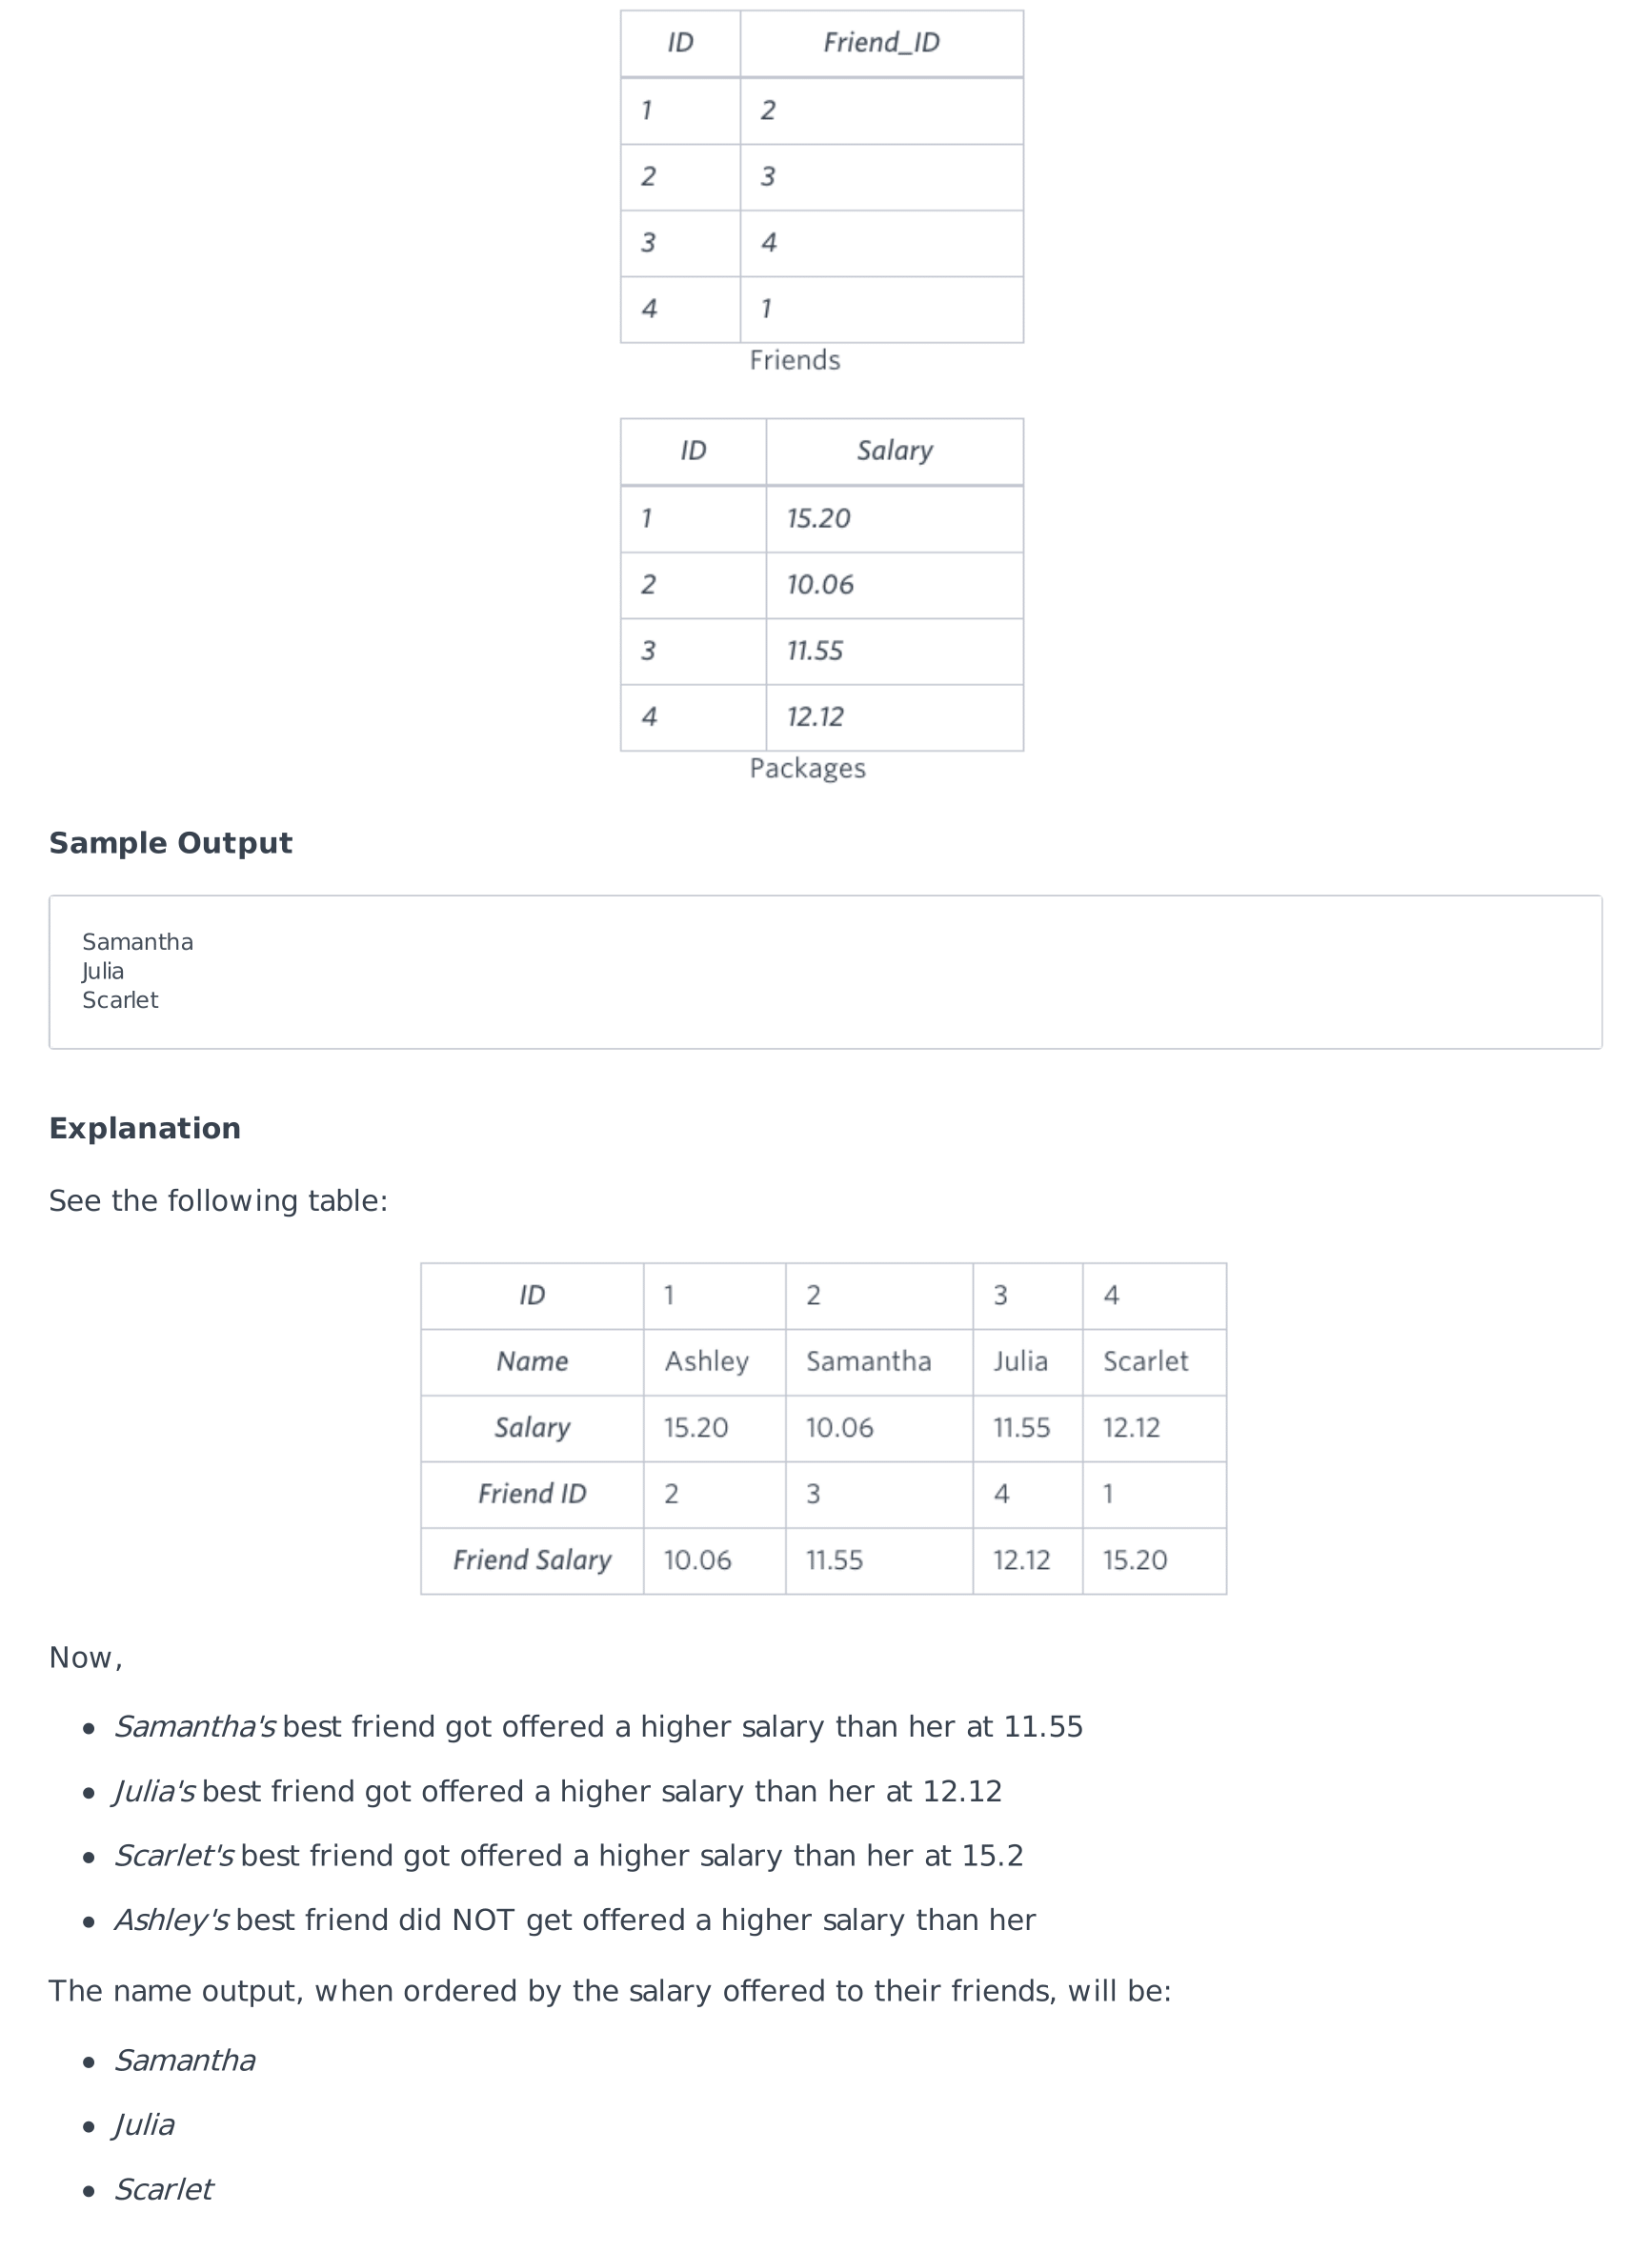 ID Friend_ID
1 2
2 3
3 4
4 1
Friends
ID Salary
1 15.20
2 10.06
3 11.55
4 12.12
Packages
Sample Output
Samantha
Julia
Scarlet
Explanation
See the following table:
ID 1 2 3 4
Name Ashley Samantha Julia Scarlet
Salary 15.20 10.06 11.55 12.12
Friend ID 2 3 4 1
Friend Salary 10.06 11.55 12.12 15.20
Now,
• Samantha's best friend got offered a higher salary than her at 11.55
• Julia's best friend got offered a higher salary than her at 12.12
• Scarlet's best friend got offered a higher salary than her at 15.2
• Ashley's best friend did NOT get offered a higher salary than her
The name output, when ordered by the salary offered to their friends, will be:
• Samantha
• Julia
• Scarlet